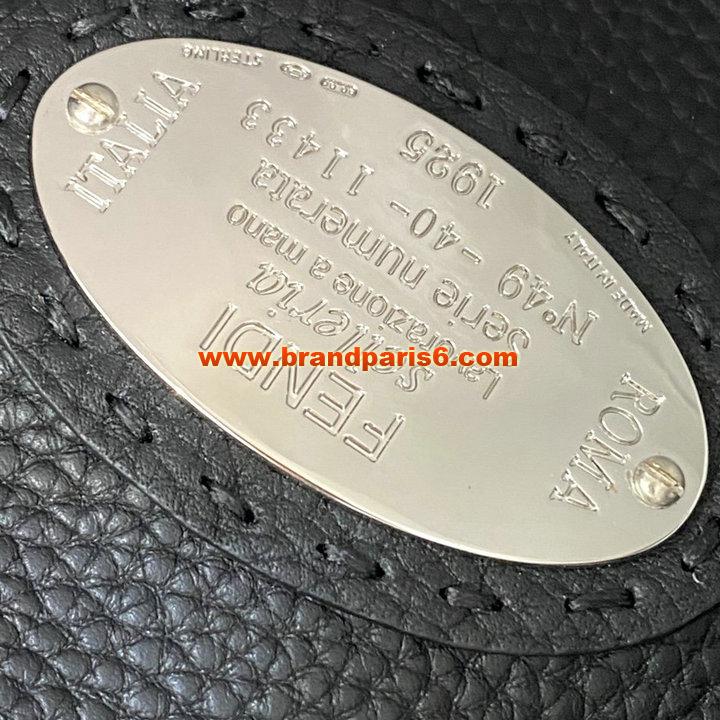 FENDI
selleria
Lavorazione a mano
Serie numerata
Nº 49 - 40 - 11433
1925
ROMA
ITALIA
MADE IN ITALY
STERLING
www.brandparis6.com